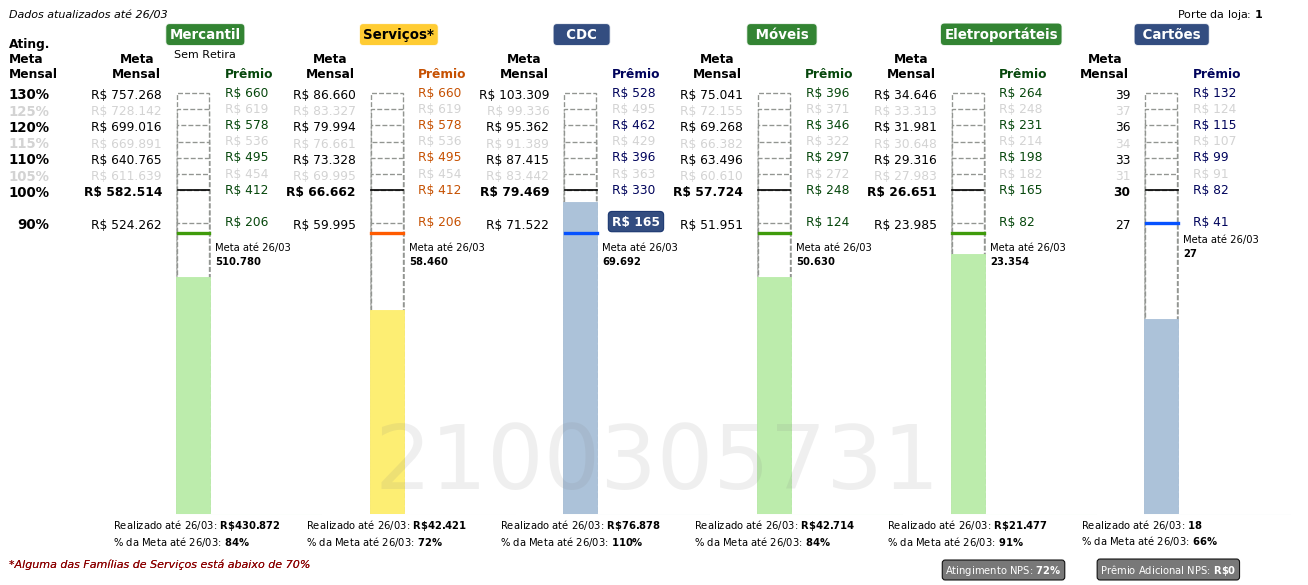 Dados atualizados até 26/03
Porte da loja: 1
Mercantil Serviços* CDC Móveis Eletroportáteis Cartões
Sem Retira
Ating. Meta Mensal
Meta Mensal Prêmio Meta Mensal Prêmio Meta Mensal Prêmio Meta Mensal Prêmio Meta Mensal Prêmio Meta Mensal Prêmio
130% R$ 757.268 R$ 660 R$ 86.660 R$ 660 R$ 103.309 R$ 528 R$ 75.041 R$ 396 R$ 34.646 R$ 264 39 R$ 132
125% R$ 728.142 R$ 619 R$ 83.327 R$ 619 R$ 99.336 R$ 495 R$ 72.155 R$ 371 R$ 33.313 R$ 248 37 R$ 124
120% R$ 699.016 R$ 578 R$ 79.994 R$ 578 R$ 95.362 R$ 462 R$ 69.268 R$ 346 R$ 31.981 R$ 231 36 R$ 115
115% R$ 669.891 R$ 536 R$ 76.661 R$ 536 R$ 91.389 R$ 429 R$ 66.382 R$ 322 R$ 30.648 R$ 214 34 R$ 107
110% R$ 640.765 R$ 495 R$ 73.328 R$ 495 R$ 87.415 R$ 396 R$ 63.496 R$ 297 R$ 29.316 R$ 198 33 R$ 99
105% R$ 611.639 R$ 454 R$ 69.995 R$ 454 R$ 83.442 R$ 363 R$ 60.610 R$ 272 R$ 27.983 R$ 182 31 R$ 91
100% R$ 582.514 R$ 412 R$ 66.662 R$ 412 R$ 79.469 R$ 330 R$ 57.724 R$ 248 R$ 26.651 R$ 165 30 R$ 82
90% R$ 524.262 R$ 206 R$ 59.995 R$ 206 R$ 71.522 R$ 165 R$ 51.951 R$ 124 R$ 23.985 R$ 82 27 R$ 41
Meta até 26/03 Meta até 26/03 Meta até 26/03 Meta até 26/03 Meta até 26/03 Meta até 26/03
510.780 58.460 69.692 50.630 23.354 27
2100305731
Realizado até 26/03: R$430.872 Realizado até 26/03: R$42.421 Realizado até 26/03: R$76.878 Realizado até 26/03: R$42.714 Realizado até 26/03: R$21.477 Realizado até 26/03: 18
% da Meta até 26/03: 84% % da Meta até 26/03: 72% % da Meta até 26/03: 110% % da Meta até 26/03: 84% % da Meta até 26/03: 91% % da Meta até 26/03: 66%
*Alguma das Famílias de Serviços está abaixo de 70%
Atingimento NPS: 72% Prêmio Adicional NPS: R$0